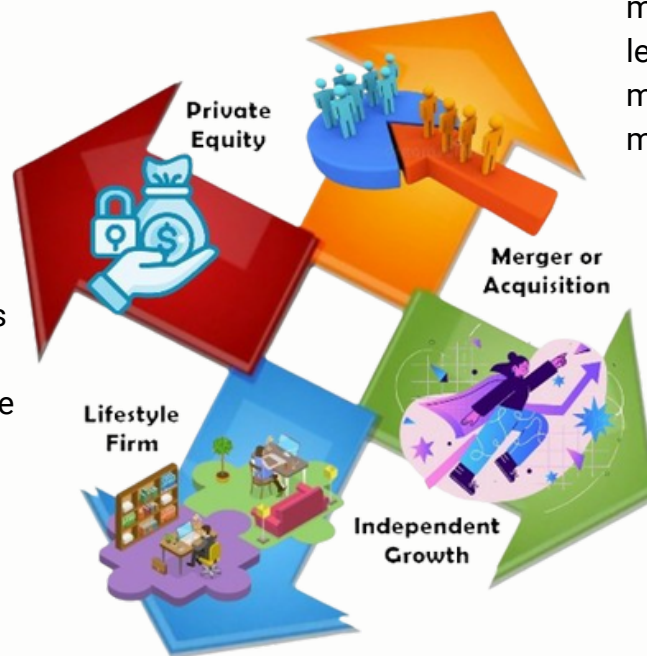 Private
Equity
Merger or
Acquisition
Lifestyle
Firm
Independent
Growth